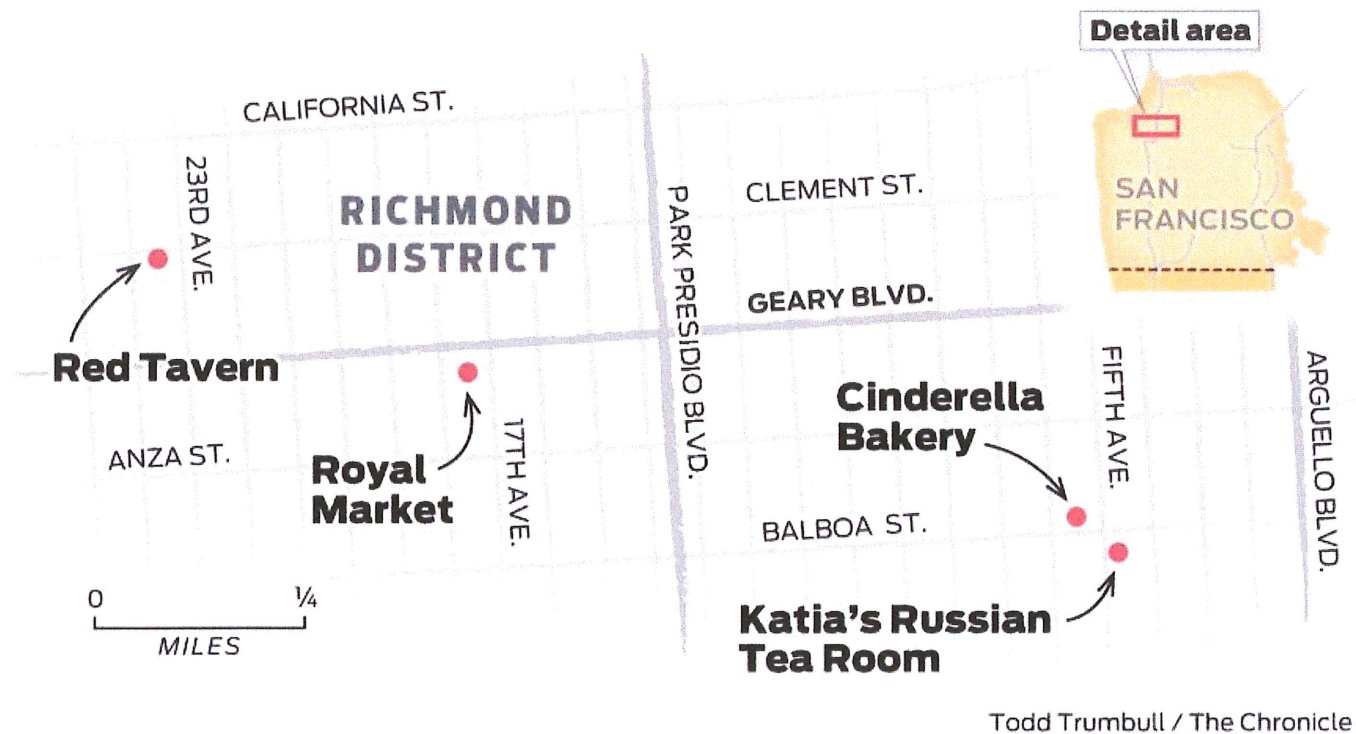 Detail area
CALIFORNIA ST.
23RD AVE.
RICHMOND
DISTRICT
PARK PRESIDIO BLVD.
CLEMENT ST.
SAN
FRANCISCO
GEARY BLVD.
Red Tavern
ANZA ST.
Royal
Market
17TH AVE.
Cinderella
Bakery
FIFTH AVE.
ARGUELLO BLVD.
BALBOA ST.
0 ¼
MILES
Katia's Russian
Tea Room
Todd Trumbull / The Chronicle